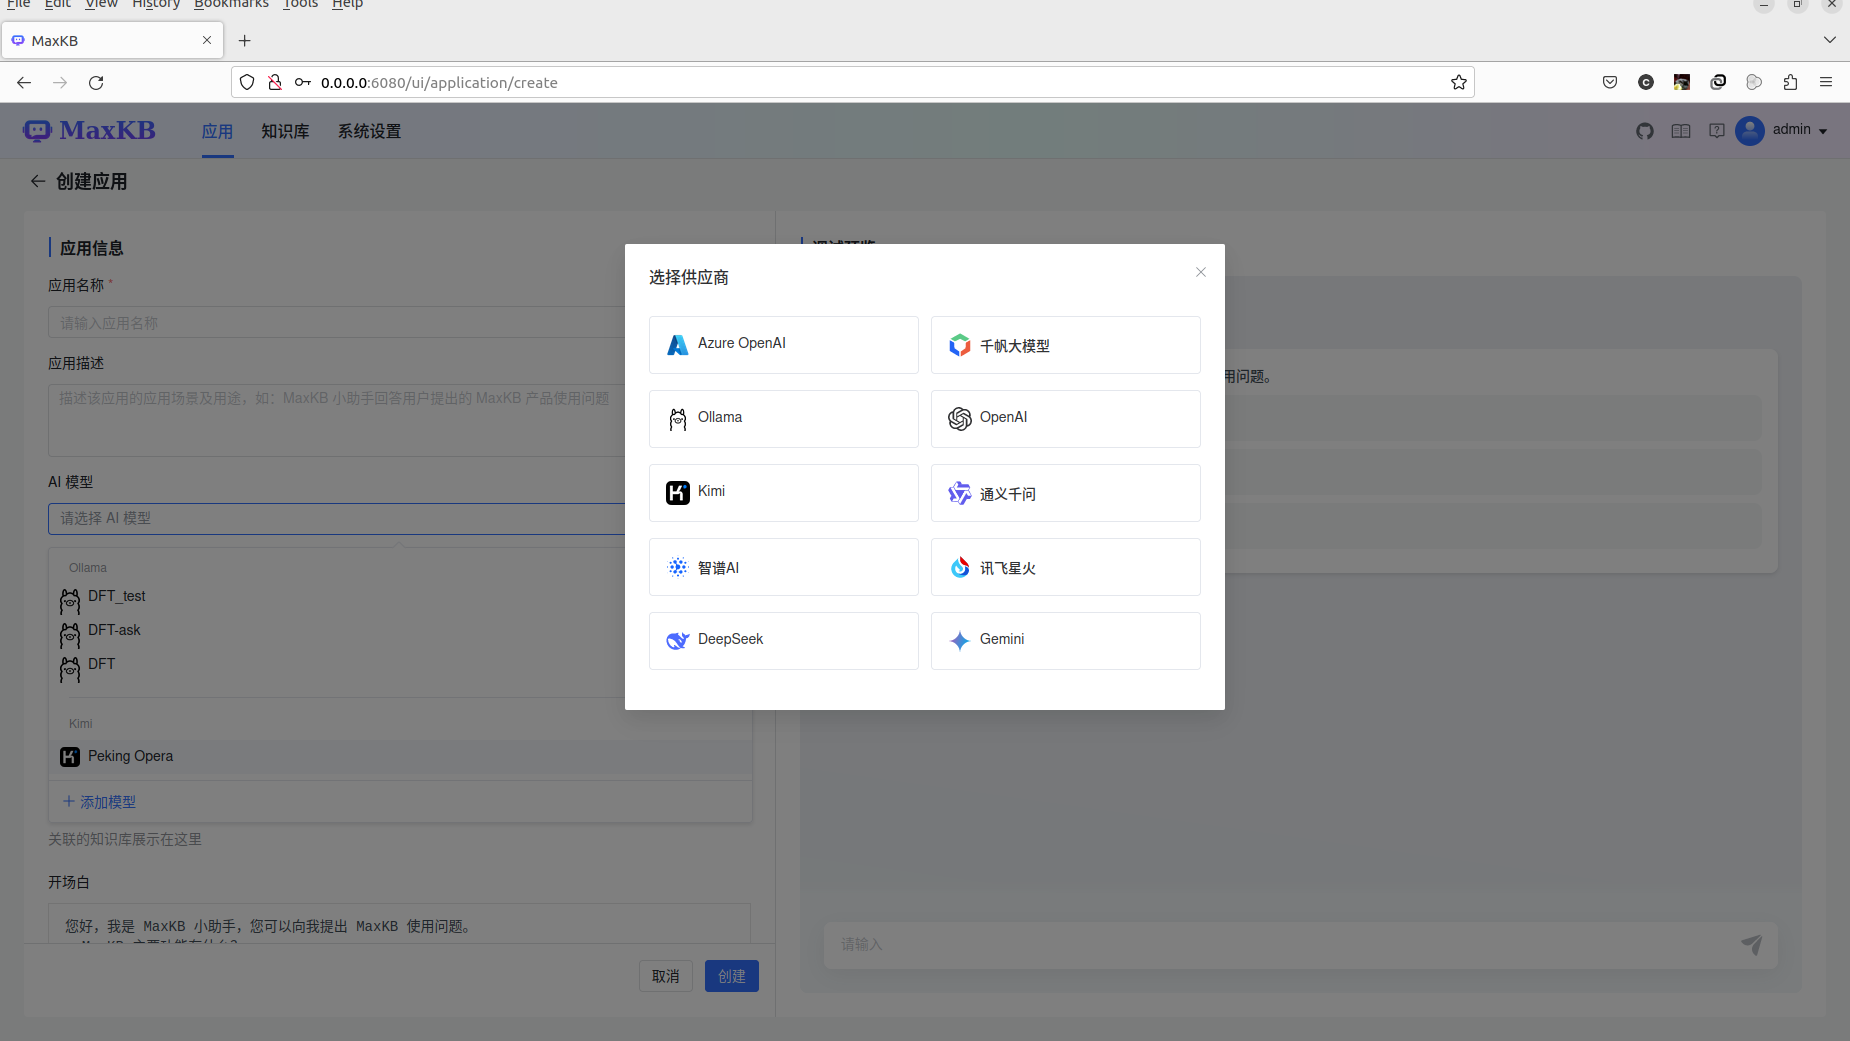 File Edit View History Bookmarks Tools Help
MaxKB
0.0.0.0:6080/ui/application/create
MaxKB 应用 知识库 系统设置 admin
创建应用
应用信息
应用名称 *
请输入应用名称
应用描述
描述该应用的应用场景及用途，如：MaxKB 小助手回答用户提出的 MaxKB 产品使用问题
AI 模型
请选择 AI 模型
Ollama
DFT_test
DFT-ask
DFT
Kimi
Peking Opera
添加模型
关联的知识库展示在这里
开场白
您好，我是 MaxKB 小助手，您可以向我提出 MaxKB 使用问题。
取消 创建
选择供应商
Azure OpenAI
千帆大模型
Ollama
OpenAI
Kimi
通义千问
智谱AI
讯飞星火
DeepSeek
Gemini
用问题。
请输入